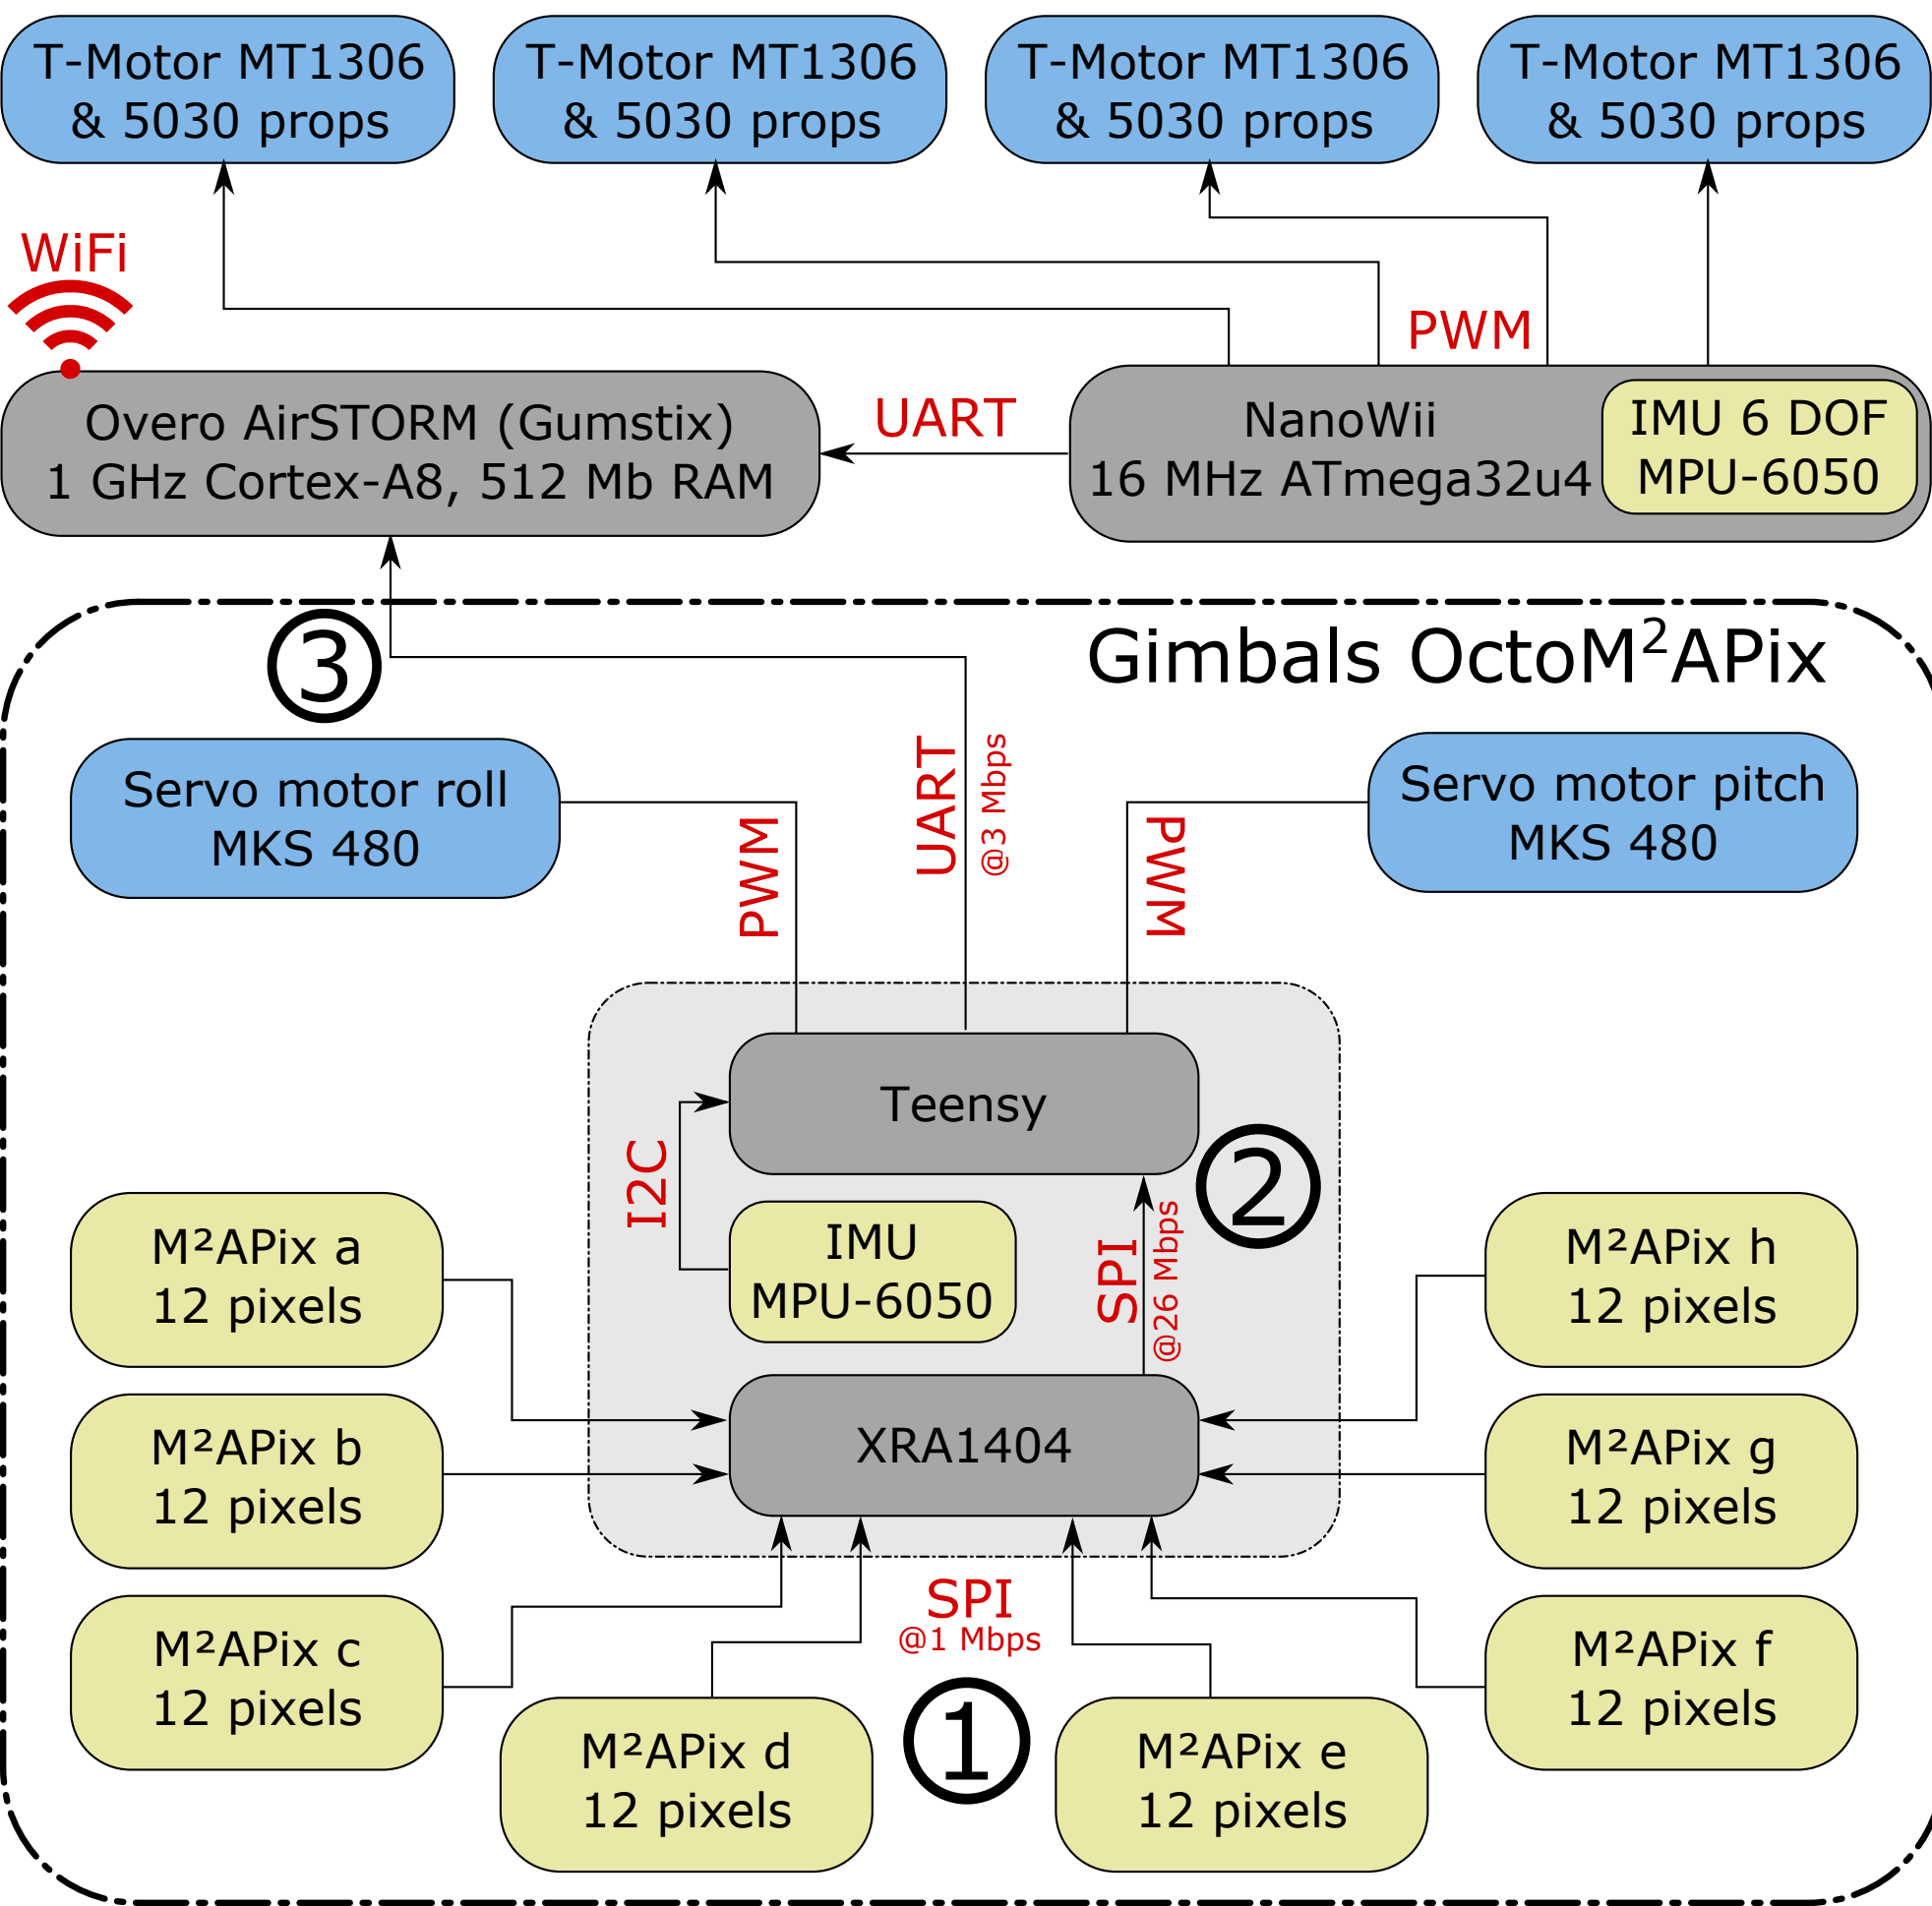 T-Motor MT1306
& 5030 props
T-Motor MT1306
& 5030 props
T-Motor MT1306
& 5030 props
T-Motor MT1306
& 5030 props
WiFi
PWM
Overo AirSTORM (Gumstix)
1 GHz Cortex-A8, 512 Mb RAM
UART
NanoWii
16 MHz ATmega32u4
IMU 6 DOF
MPU-6050
3
Gimbals OctoM²APix
Servo motor roll
MKS 480
PWM
UART
@3 Mbps
PWM
Servo motor pitch
MKS 480
Teensy
I2C
IMU
MPU-6050
SPI
@26 Mbps
2
M²APix a
12 pixels
M²APix h
12 pixels
M²APix b
12 pixels
XRA1404
M²APix g
12 pixels
M²APix c
12 pixels
SPI
@1 Mbps
M²APix f
12 pixels
M²APix d
12 pixels
1
M²APix e
12 pixels